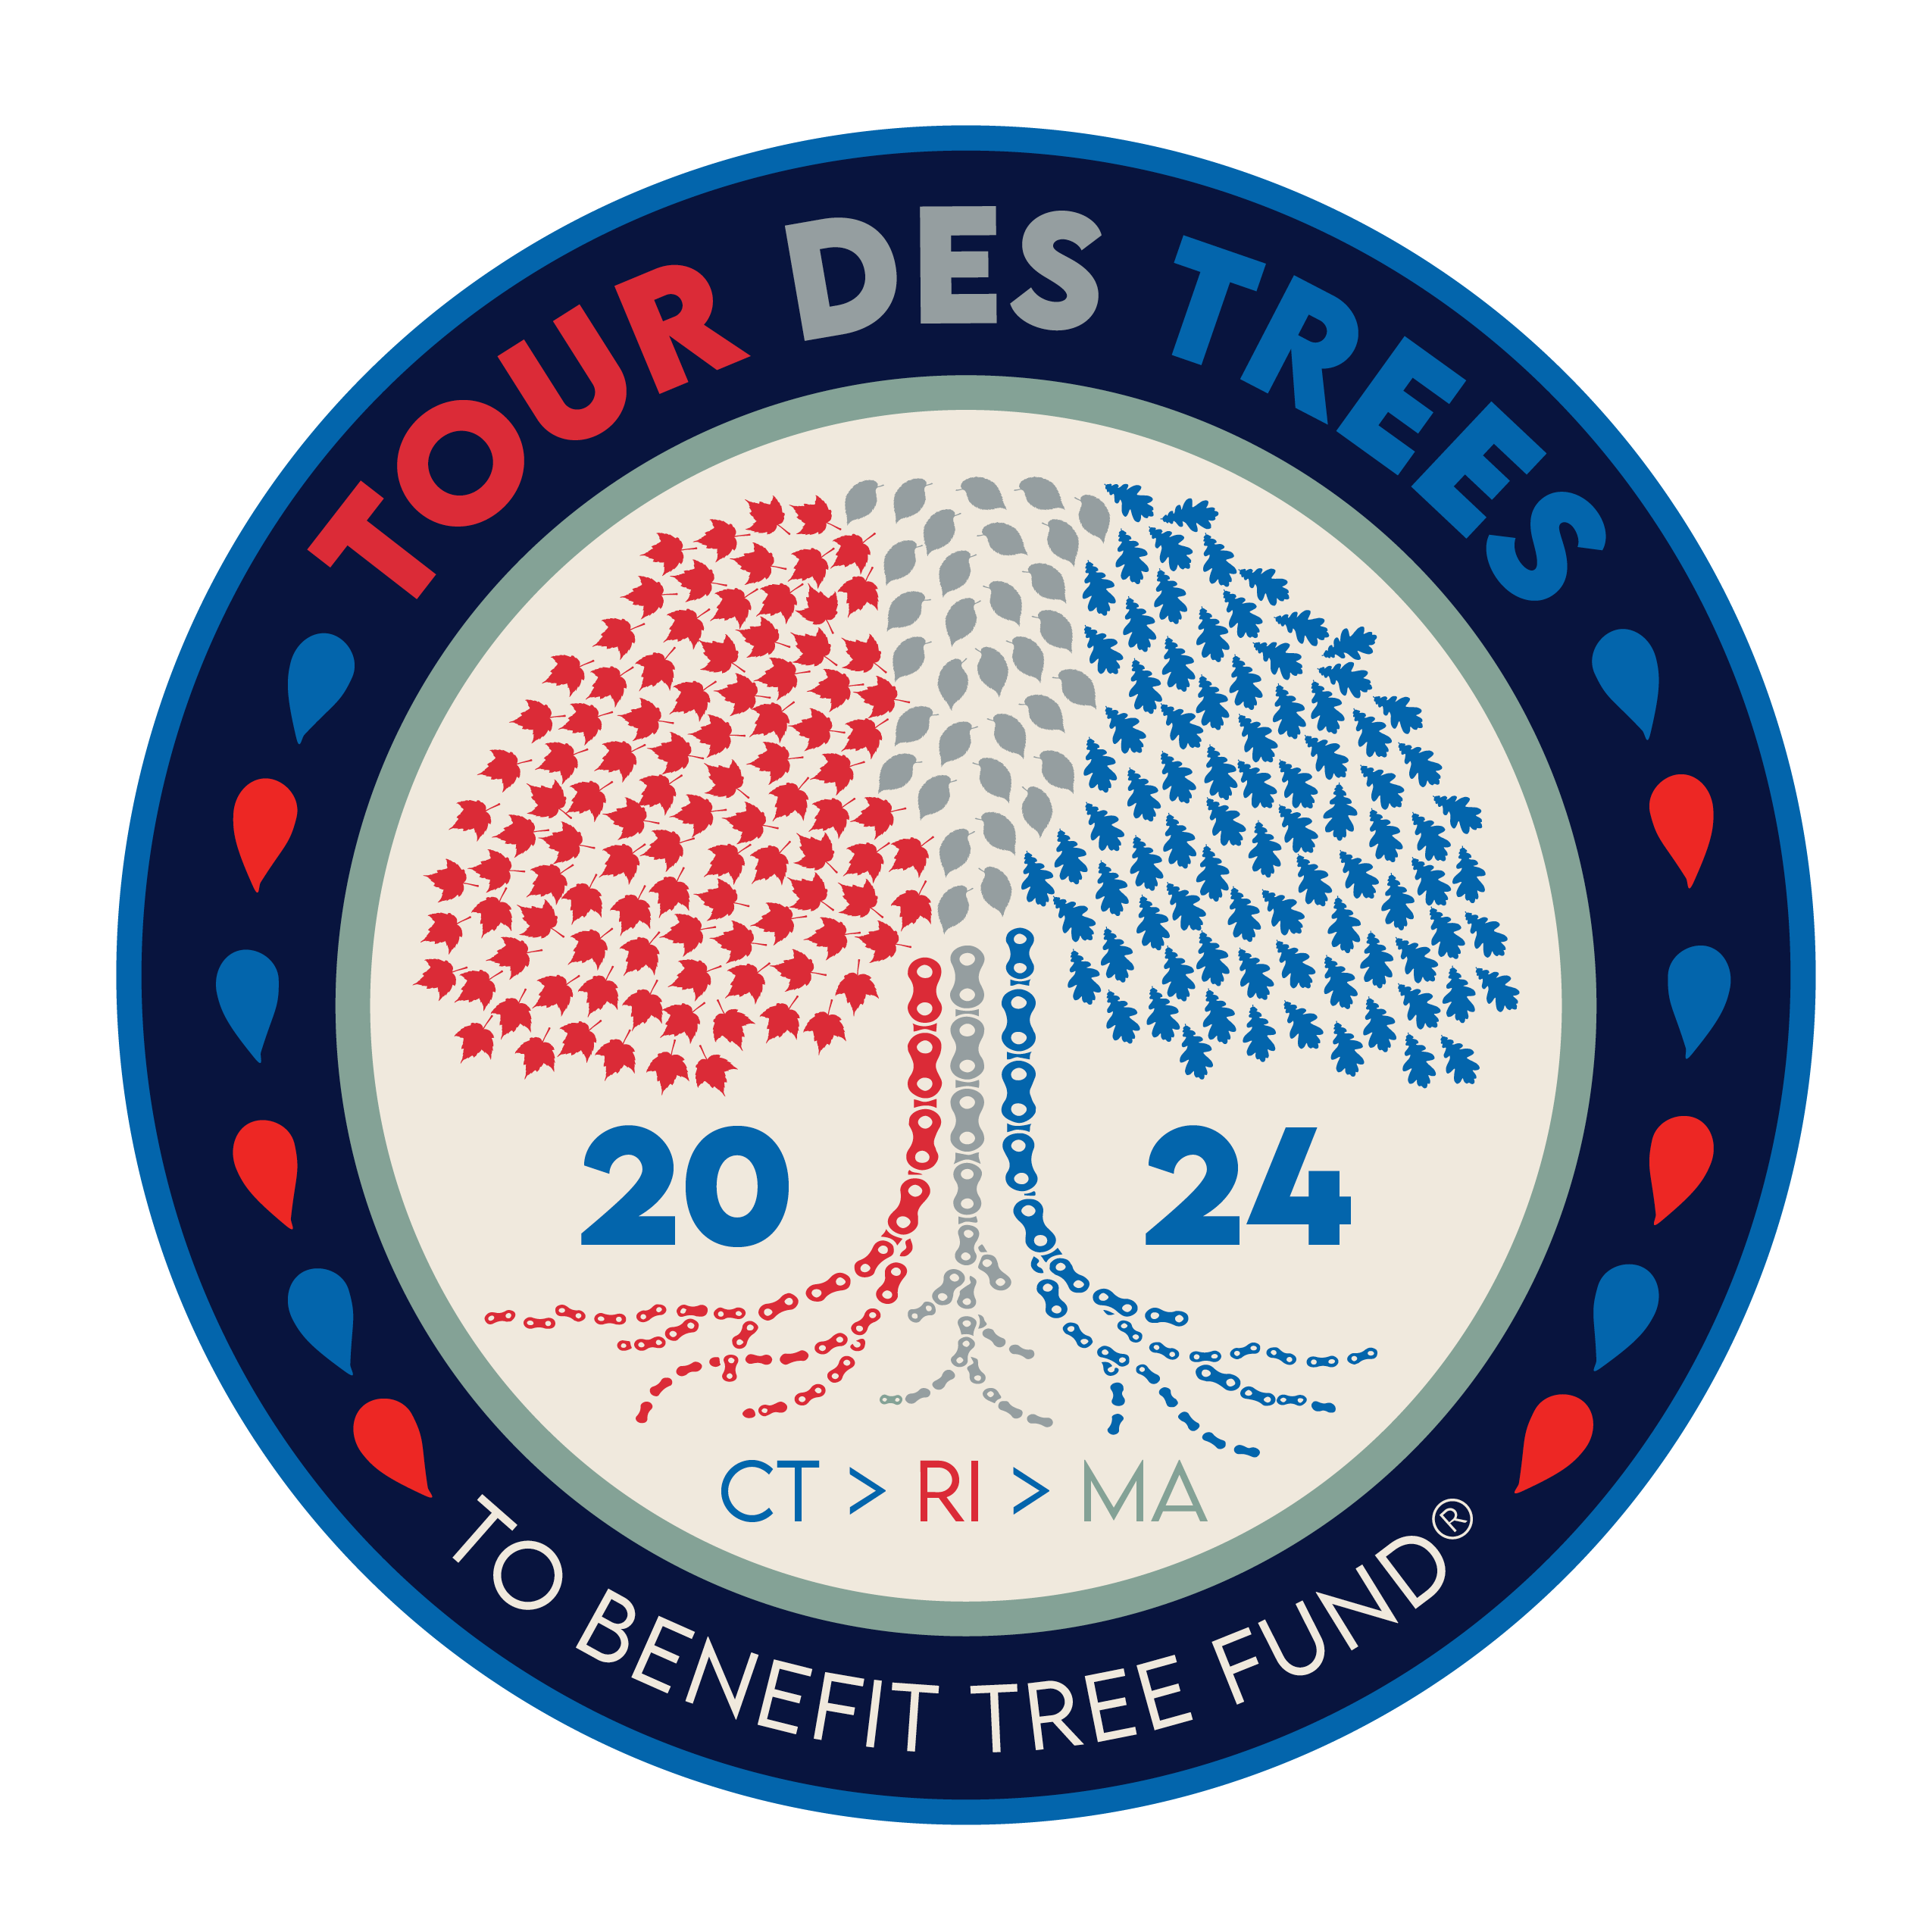 TOUR DES TREES
20 24
CT > RI > MA
TO BENEFIT TREE FUND®